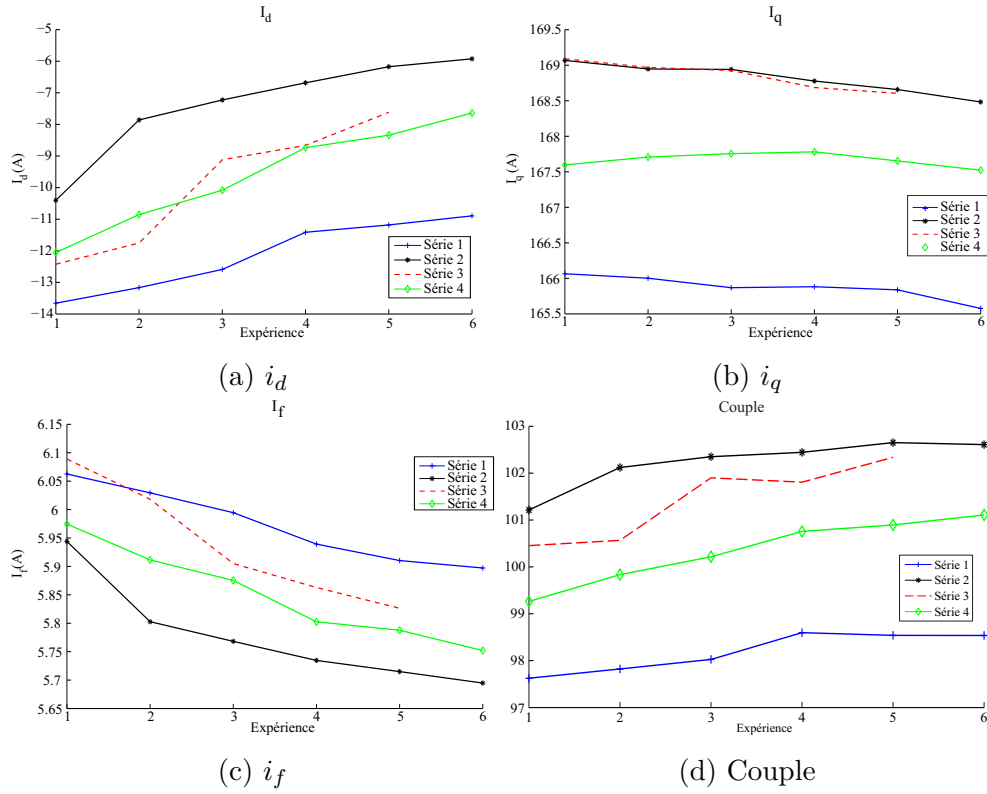 I_d
−5
−6
−7
−8
−9
−10
−11
−12
−13
−14
I_d(A)
1 2 3 4 5 6
Expérience
Série 1
Série 2
Série 3
Série 4
(a) i_d
I_q
169.5
169
168.5
168
167.5
167
166.5
166
165.5
I_q(A)
1 2 3 4 5 6
Expérience
Série 1
Série 2
Série 3
Série 4
(b) i_q
I_f
6.15
6.1
6.05
6
5.95
5.9
5.85
5.8
5.75
5.7
5.65
I_f(A)
1 2 3 4 5 6
Expérience
Série 1
Série 2
Série 3
Série 4
(c) i_f
Couple
103
102
101
100
99
98
97
1 2 3 4 5 6
Expérience
Série 1
Série 2
Série 3
Série 4
(d) Couple